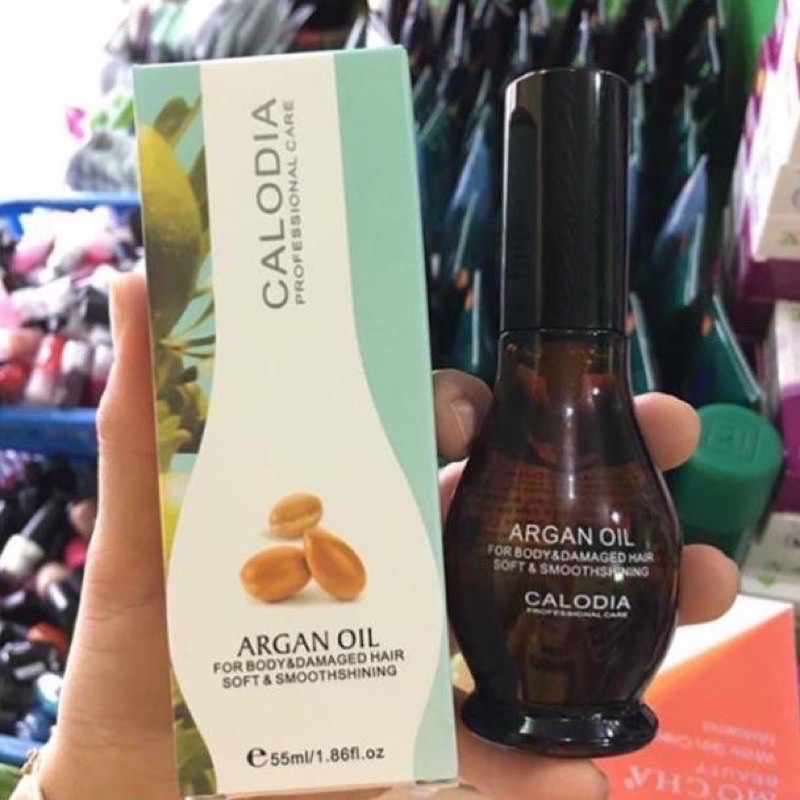 CALODIA
PROFESSIONAL CARE
ARGAN OIL
FOR BODY&DAMAGED HAIR
SOFT & SMOOTHSHINING
e55ml/1.86fl.oz
ARGAN OIL
FOR BODY&DAMAGED HAIR
SOFT & SMOOTHSHINING
CALODIA
PROFESSIONAL CARE
MOCHA
BEAUTY